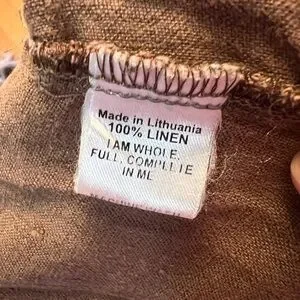 Made in Lithuania
100% LINEN
I AM WHOLE,
FULL, COMPLETE
IN ME